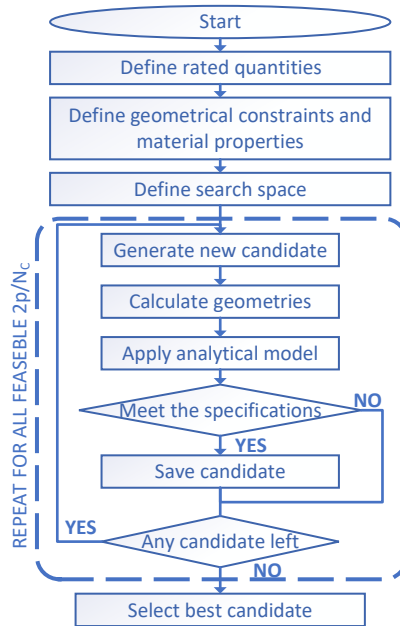 Start
Define rated quantities
Define geometrical constraints and
material properties
Define search space
REPEAT FOR ALL FEASEBLE 2p/N_C
Generate new candidate
Calculate geometries
Apply analytical model
Meet the specifications
NO
YES
Save candidate
YES
Any candidate left
NO
Select best candidate